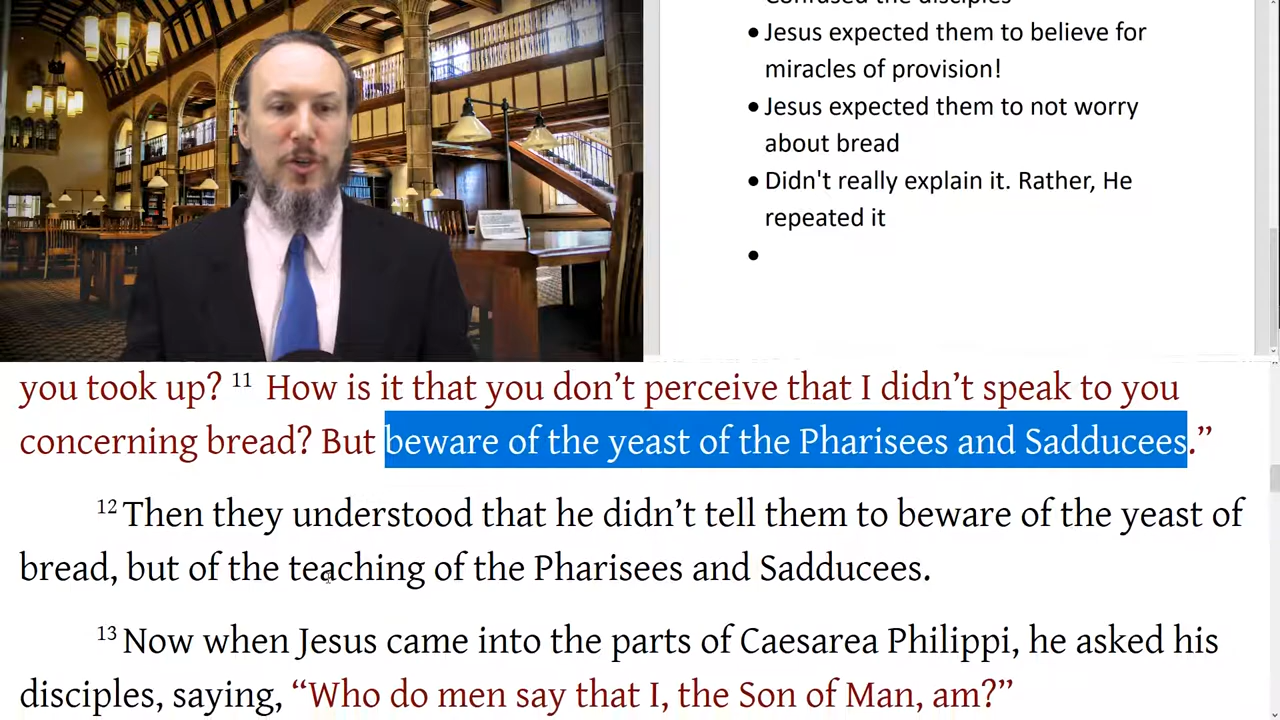 Confused the disciples
• Jesus expected them to believe for
miracles of provision!
• Jesus expected them to not worry
about bread
• Didn't really explain it. Rather, He
repeated it
•
you took up? 11 How is it that you don’t perceive that I didn’t speak to you
concerning bread? But beware of the yeast of the Pharisees and Sadducees.”
12 Then they understood that he didn’t tell them to beware of the yeast of
bread, but of the teaching of the Pharisees and Sadducees.
13 Now when Jesus came into the parts of Caesarea Philippi, he asked his
disciples, saying, “Who do men say that I, the Son of Man, am?”